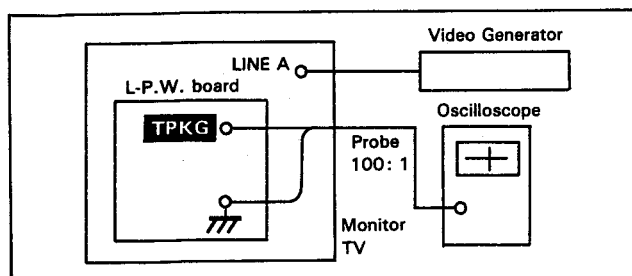 Video Generator
LINE A
L-P.W. board
Oscilloscope
TPKG
Probe
100:1
Monitor
TV